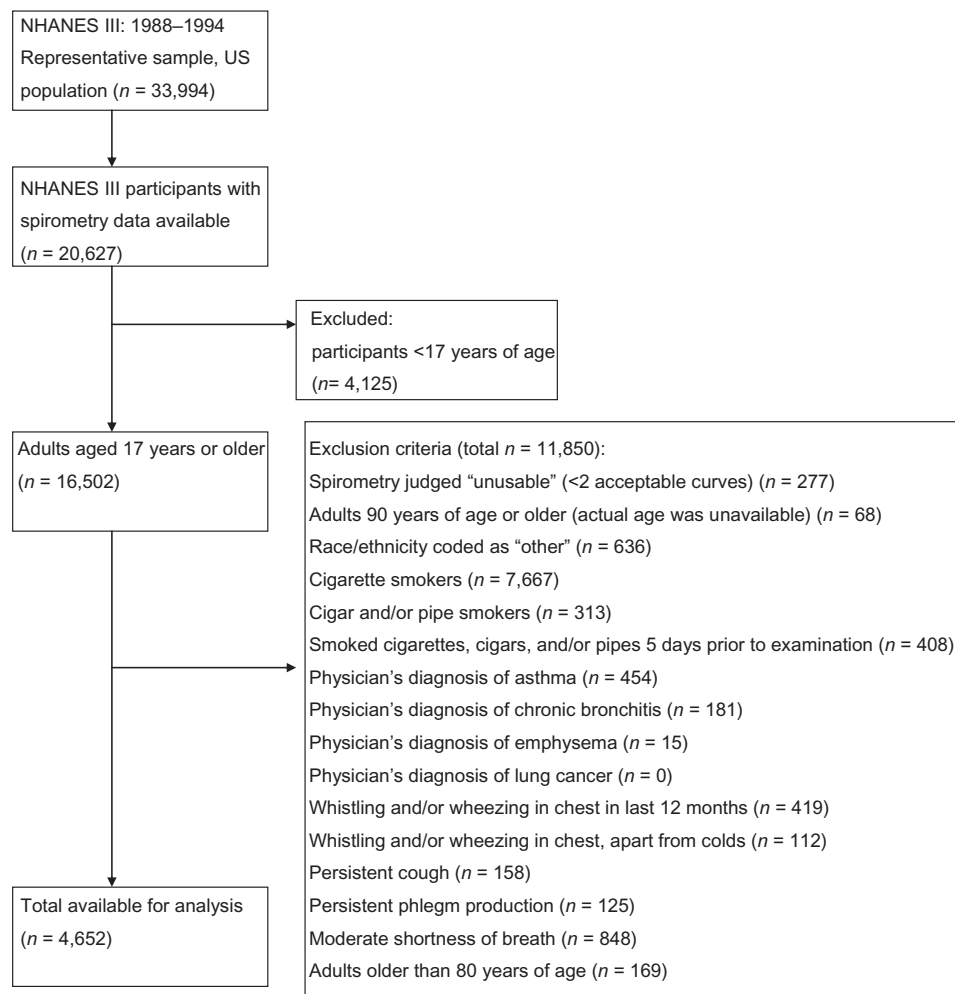 NHANES III: 1988–1994
Representative sample, US
population (n = 33,994)
NHANES III participants with
spirometry data available
(n = 20,627)
Excluded:
participants <17 years of age
(n= 4,125)
Adults aged 17 years or older
(n = 16,502)
Exclusion criteria (total n = 11,850):
Spirometry judged “unusable” (<2 acceptable curves) (n = 277)
Adults 90 years of age or older (actual age was unavailable) (n = 68)
Race/ethnicity coded as “other” (n = 636)
Cigarette smokers (n = 7,667)
Cigar and/or pipe smokers (n = 313)
Smoked cigarettes, cigars, and/or pipes 5 days prior to examination (n = 408)
Physician’s diagnosis of asthma (n = 454)
Physician’s diagnosis of chronic bronchitis (n = 181)
Physician’s diagnosis of emphysema (n = 15)
Physician’s diagnosis of lung cancer (n = 0)
Whistling and/or wheezing in chest in last 12 months (n = 419)
Whistling and/or wheezing in chest, apart from colds (n = 112)
Persistent cough (n = 158)
Persistent phlegm production (n = 125)
Moderate shortness of breath (n = 848)
Adults older than 80 years of age (n = 169)
Total available for analysis
(n = 4,652)